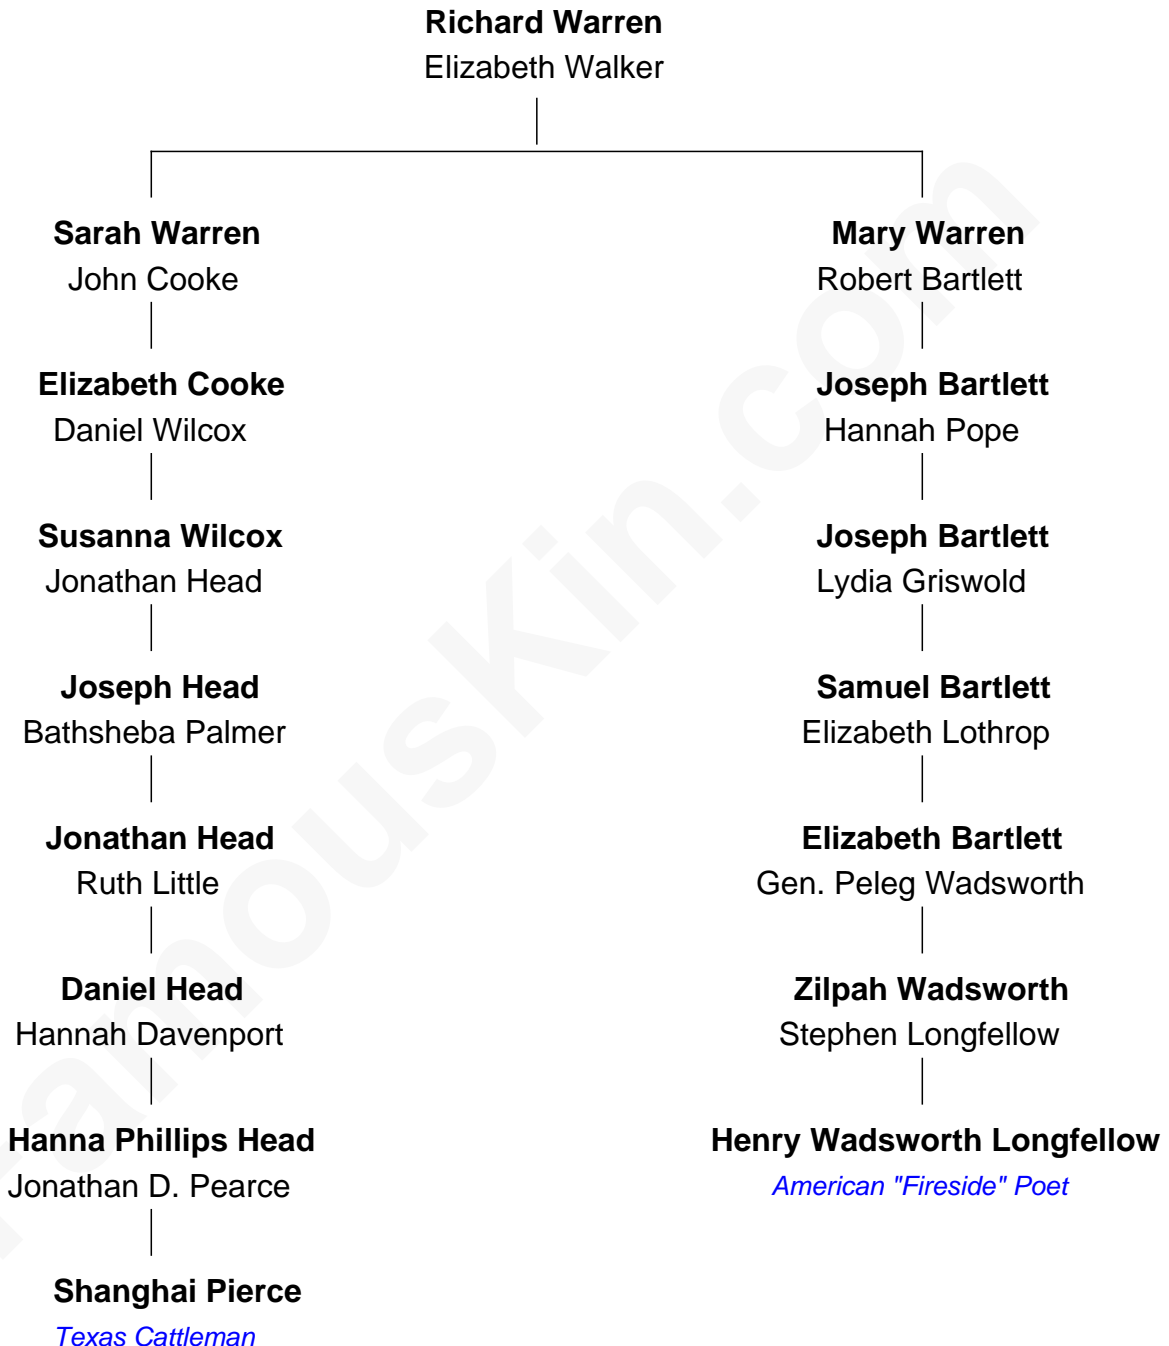 Richard Warren
Elizabeth Walker
Sarah Warren
John Cooke
Elizabeth Cooke
Daniel Wilcox
Susanna Wilcox
Jonathan Head
Joseph Head
Bathsheba Palmer
Jonathan Head
Ruth Little
Daniel Head
Hannah Davenport
Hanna Phillips Head
Jonathan D. Pearce
Shanghai Pierce
Texas Cattleman
Mary Warren
Robert Bartlett
Joseph Bartlett
Hannah Pope
Joseph Bartlett
Lydia Griswold
Samuel Bartlett
Elizabeth Lothrop
Elizabeth Bartlett
Gen. Peleg Wadsworth
Zilpah Wadsworth
Stephen Longfellow
Henry Wadsworth Longfellow
American "Fireside" Poet
FamousKin.com